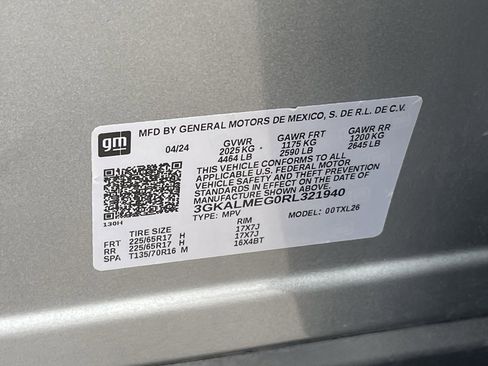 gm
MFD BY GENERAL MOTORS DE MEXICO, S. DE R.L. DE C.V.
04/24 GVWR GAWR FRT GAWR RR
2025 KG 1175 KG 1200 KG
4464 LB 2590 LB 2645 LB
THIS VEHICLE CONFORMS TO ALL
APPLICABLE U.S. FEDERAL MOTOR
VEHICLE SAFETY AND THEFT PREVENTION
STANDARDS IN EFFECT ON THE DATE OF
MANUFACTURE SHOWN ABOVE.
3GKALMEG0RL321940
TYPE: MPV MODEL: 00TXL26
130H
TIRE SIZE RIM
FRT 225/65R17 H 17X7J
RR 225/65R17 H 17X7J
SPA T135/70R16 M 16X4BT